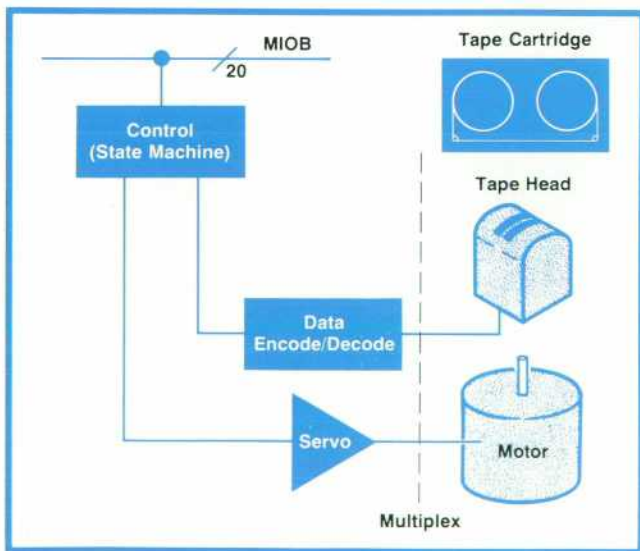 MIOB
20
Tape Cartridge
Control
(State Machine)
Tape Head
Data
Encode/Decode
Servo
Motor
Multiplex